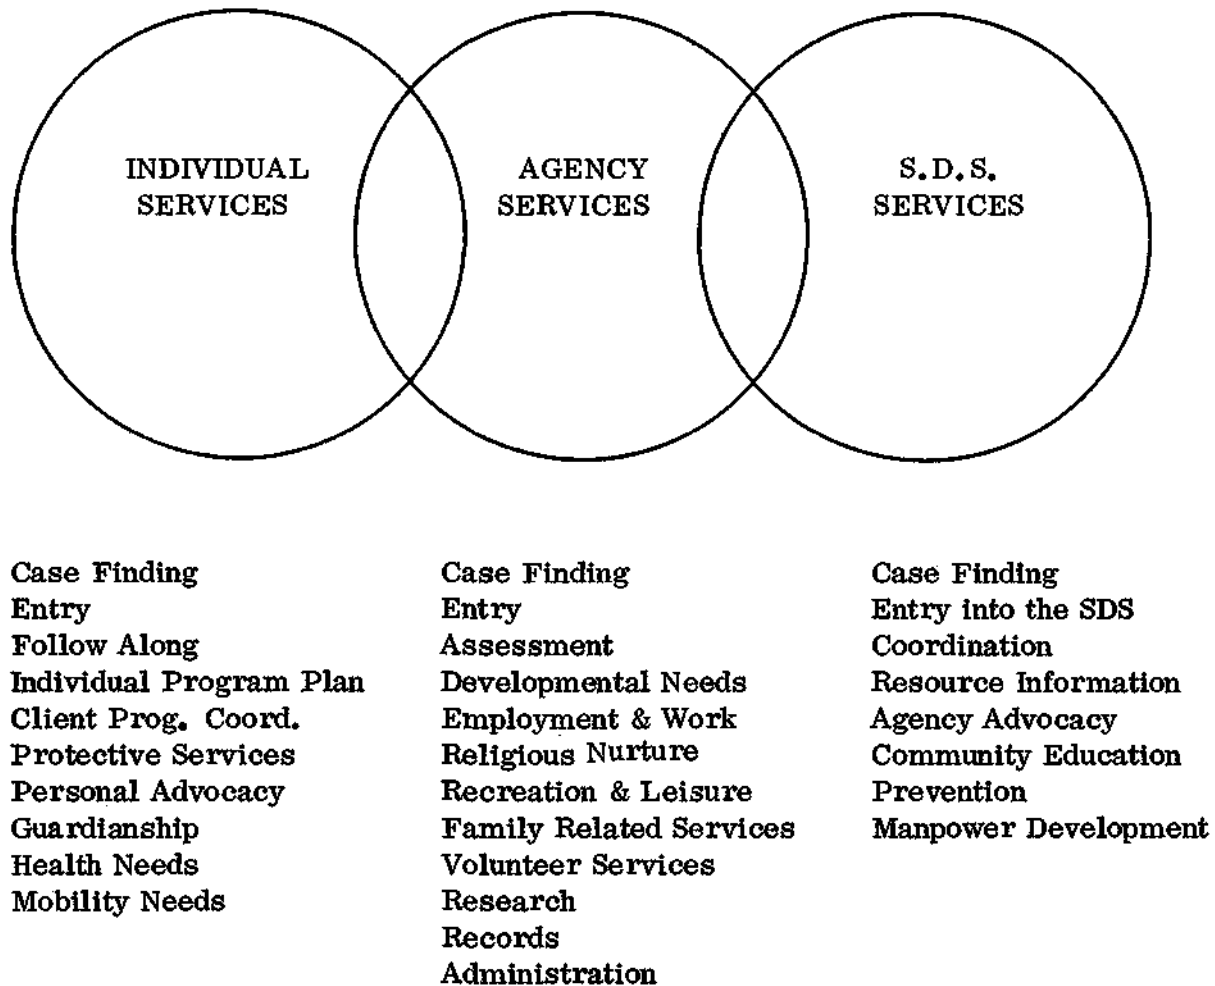 INDIVIDUAL
SERVICES
AGENCY
SERVICES
S.D.S.
SERVICES
Case Finding
Entry
Follow Along
Individual Program Plan
Client Prog. Coord.
Protective Services
Personal Advocacy
Guardianship
Health Needs
Mobility Needs
Case Finding
Entry
Assessment
Developmental Needs
Employment & Work
Religious Nurture
Recreation & Leisure
Family Related Services
Volunteer Services
Research
Records
Administration
Case Finding
Entry into the SDS
Coordination
Resource Information
Agency Advocacy
Community Education
Prevention
Manpower Development